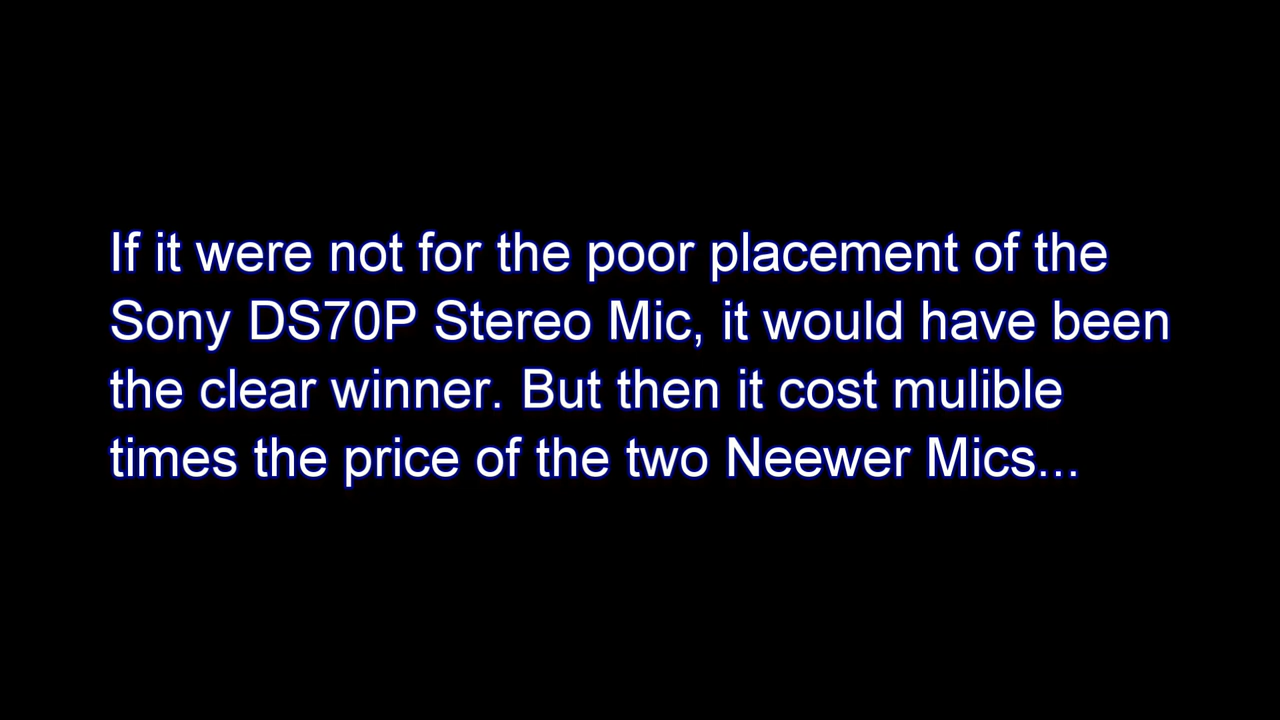 If it were not for the poor placement of the
Sony DS70P Stereo Mic, it would have been
the clear winner. But then it cost mulible
times the price of the two Neewer Mics...